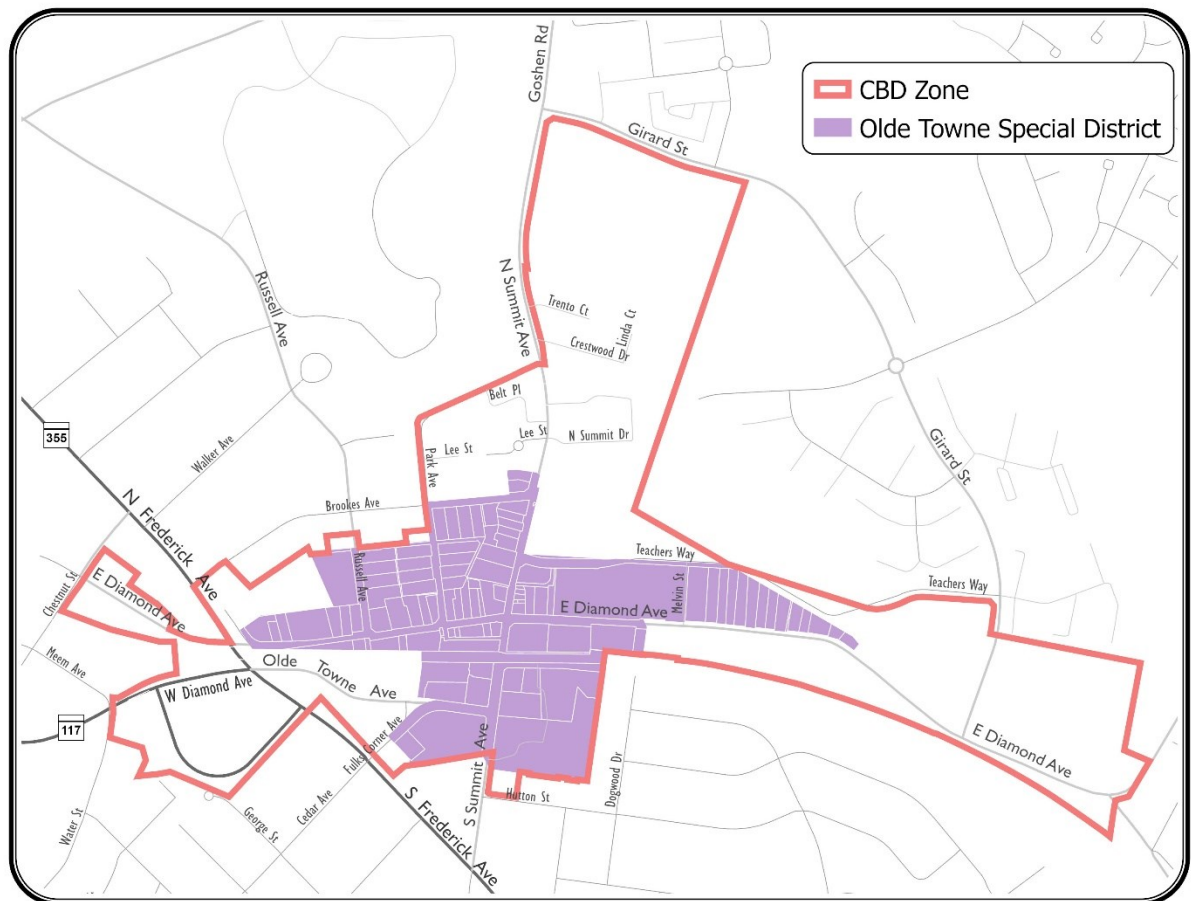 Goshen Rd
CBD Zone
Olde Towne Special District
Girard St
Russell Ave
N Summit Ave
Trento Ct
Linda Ct
Crestwood Dr
Belt Pl
Lee St
N Summit Dr
Lee St
Park Ave
355
Walker Ave
Brookes Ave
N Frederick Ave
Girard St
Teachers Way
Russell Ave
Melvin St
Teachers Way
Chestnut St
E Diamond Ave
E Diamond Ave
Meem Ave
Olde Towne Ave
W Diamond Ave
117
Fulks Corner Ave
S Summit Ave
Dogwood Dr
E Diamond Ave
Hutton St
Cedar Ave
S Frederick Ave
George St
Water St